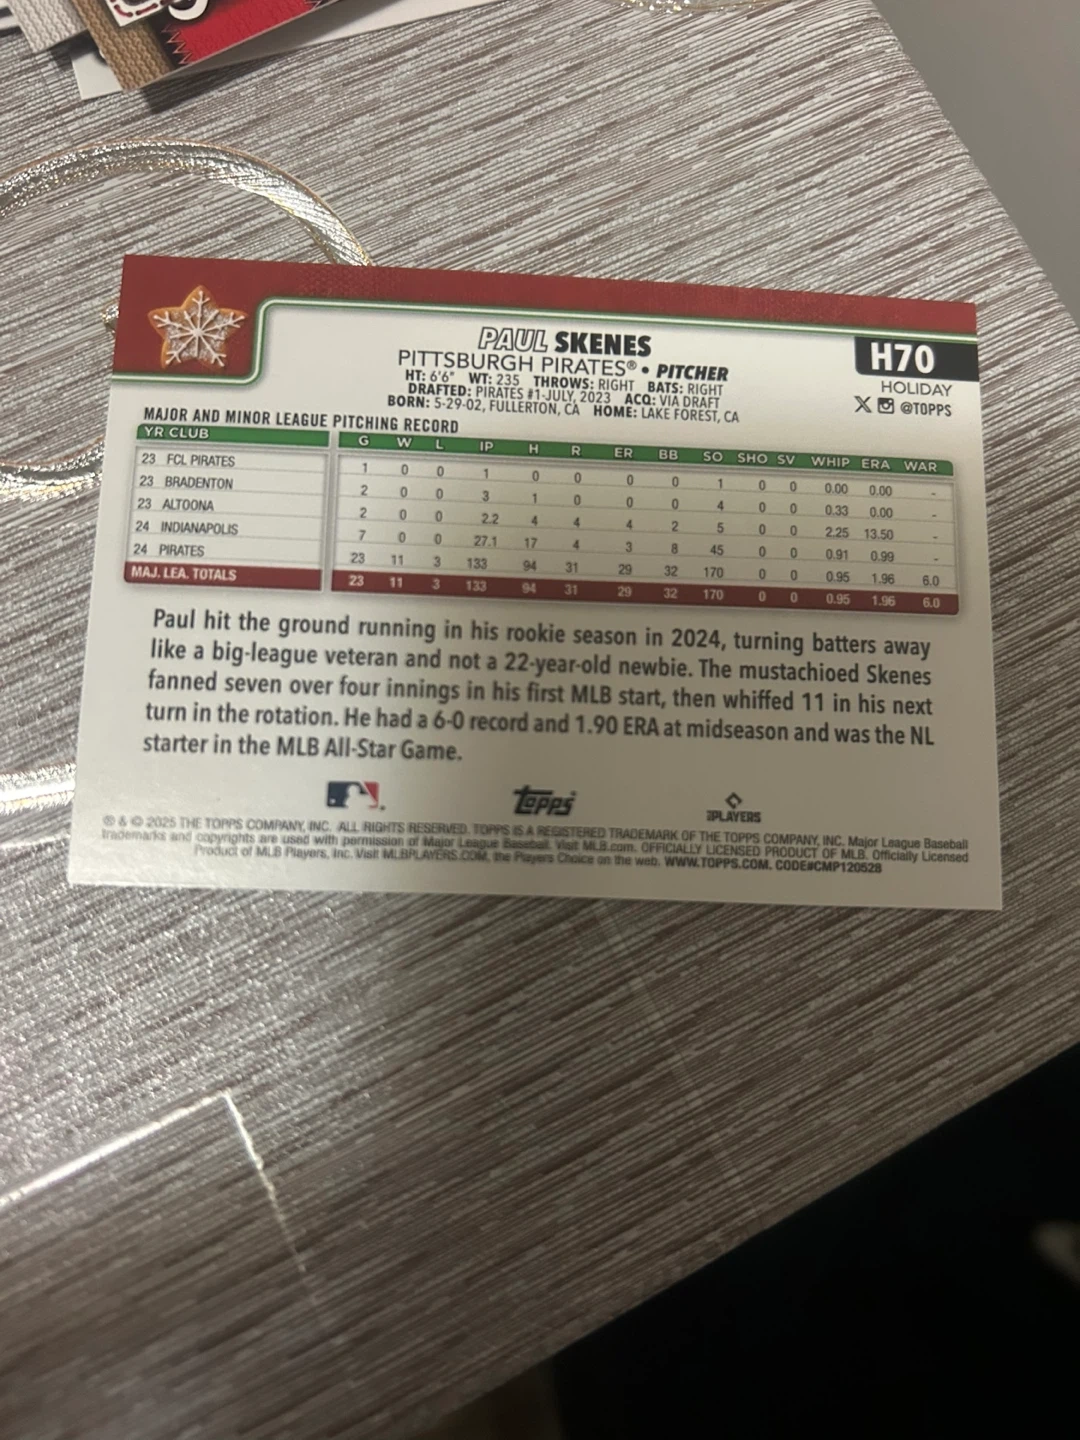 PAUL SKENES
PITTSBURGH PIRATES® • PITCHER
HT: 6'6" WT: 235 THROWS: RIGHT BATS: RIGHT
DRAFTED: PIRATES #1-JULY, 2023 ACQ: VIA DRAFT
BORN: 5-29-02, FULLERTON, CA HOME: LAKE FOREST, CA
H70
HOLIDAY
X @TOPPS
MAJOR AND MINOR LEAGUE PITCHING RECORD
YR CLUB G W L IP H R ER BB SO SHO SV WHIP ERA WAR
23 FCL PIRATES 1 0 0 1 0 0 0 0 1 0 0 0.00 0.00 -
23 BRADENTON 2 0 0 3 1 0 0 0 4 0 0 0.33 0.00 -
23 ALTOONA 2 0 0 2.2 4 4 4 2 5 0 0 2.25 13.50 -
24 INDIANAPOLIS 7 0 0 27.1 17 4 3 8 45 0 0 0.91 0.99 -
24 PIRATES 23 11 3 133 94 31 29 32 170 0 0 0.95 1.96 6.0
MAJ. LEA. TOTALS 23 11 3 133 94 31 29 32 170 0 0 0.95 1.96 6.0
Paul hit the ground running in his rookie season in 2024, turning batters away
like a big-league veteran and not a 22-year-old newbie. The mustachioed Skenes
fanned seven over four innings in his first MLB start, then whiffed 11 in his next
turn in the rotation. He had a 6-0 record and 1.90 ERA at midseason and was the NL
starter in the MLB All-Star Game.
topps
PLAYERS
® & © 2025 THE TOPPS COMPANY, INC. ALL RIGHTS RESERVED. TOPPS IS A REGISTERED TRADEMARK OF THE TOPPS COMPANY, INC. Major League Baseball
trademarks and copyrights are used with permission of Major League Baseball. Visit MLB.com. OFFICIALLY LICENSED PRODUCT OF MLB. Officially Licensed
Product of MLB Players, Inc. Visit MLBPLAYERS.COM, the Players Choice on the web. WWW.TOPPS.COM. CODE#CMP120528